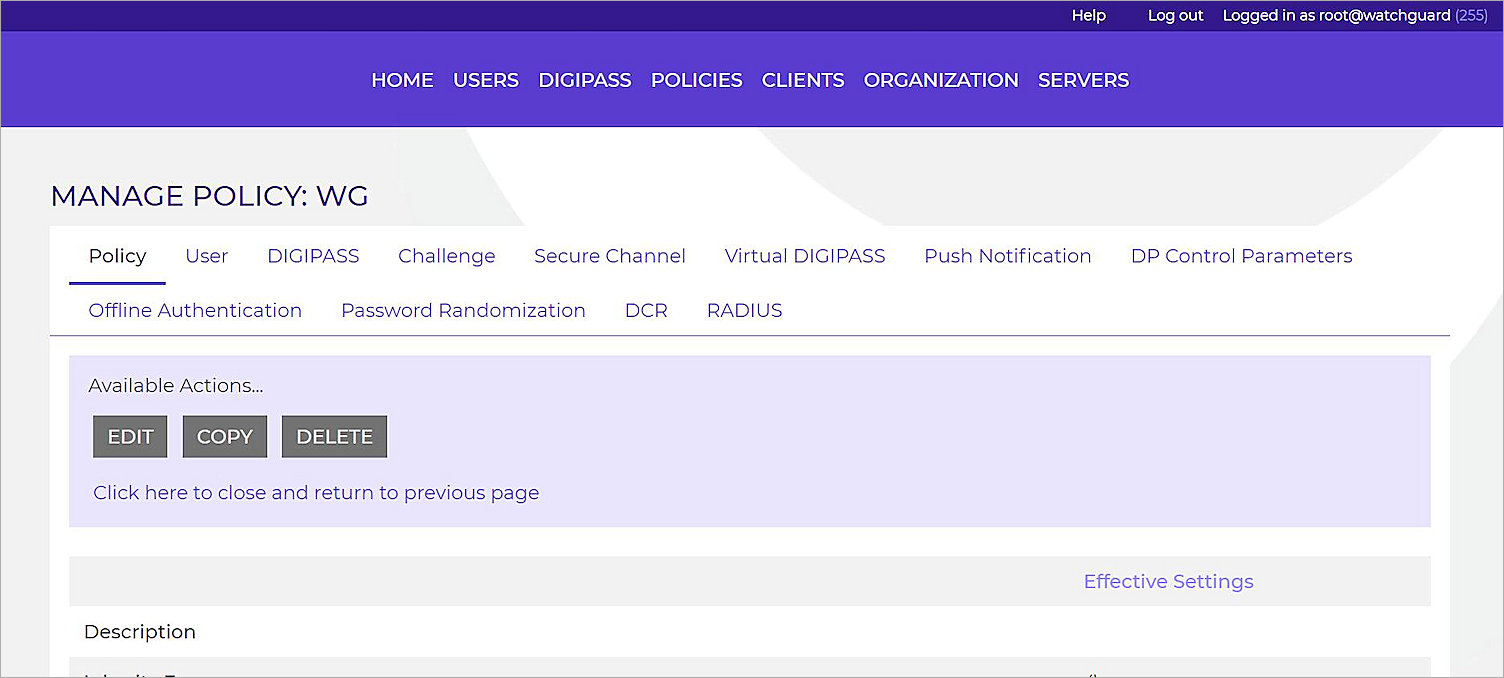 Help Log out Logged in as root@watchguard (255)
HOME USERS DIGIPASS POLICIES CLIENTS ORGANIZATION SERVERS
MANAGE POLICY: WG
Policy User DIGIPASS Challenge Secure Channel Virtual DIGIPASS Push Notification DP Control Parameters
Offline Authentication Password Randomization DCR RADIUS
Available Actions...
EDIT COPY DELETE
Click here to close and return to previous page
Effective Settings
Description